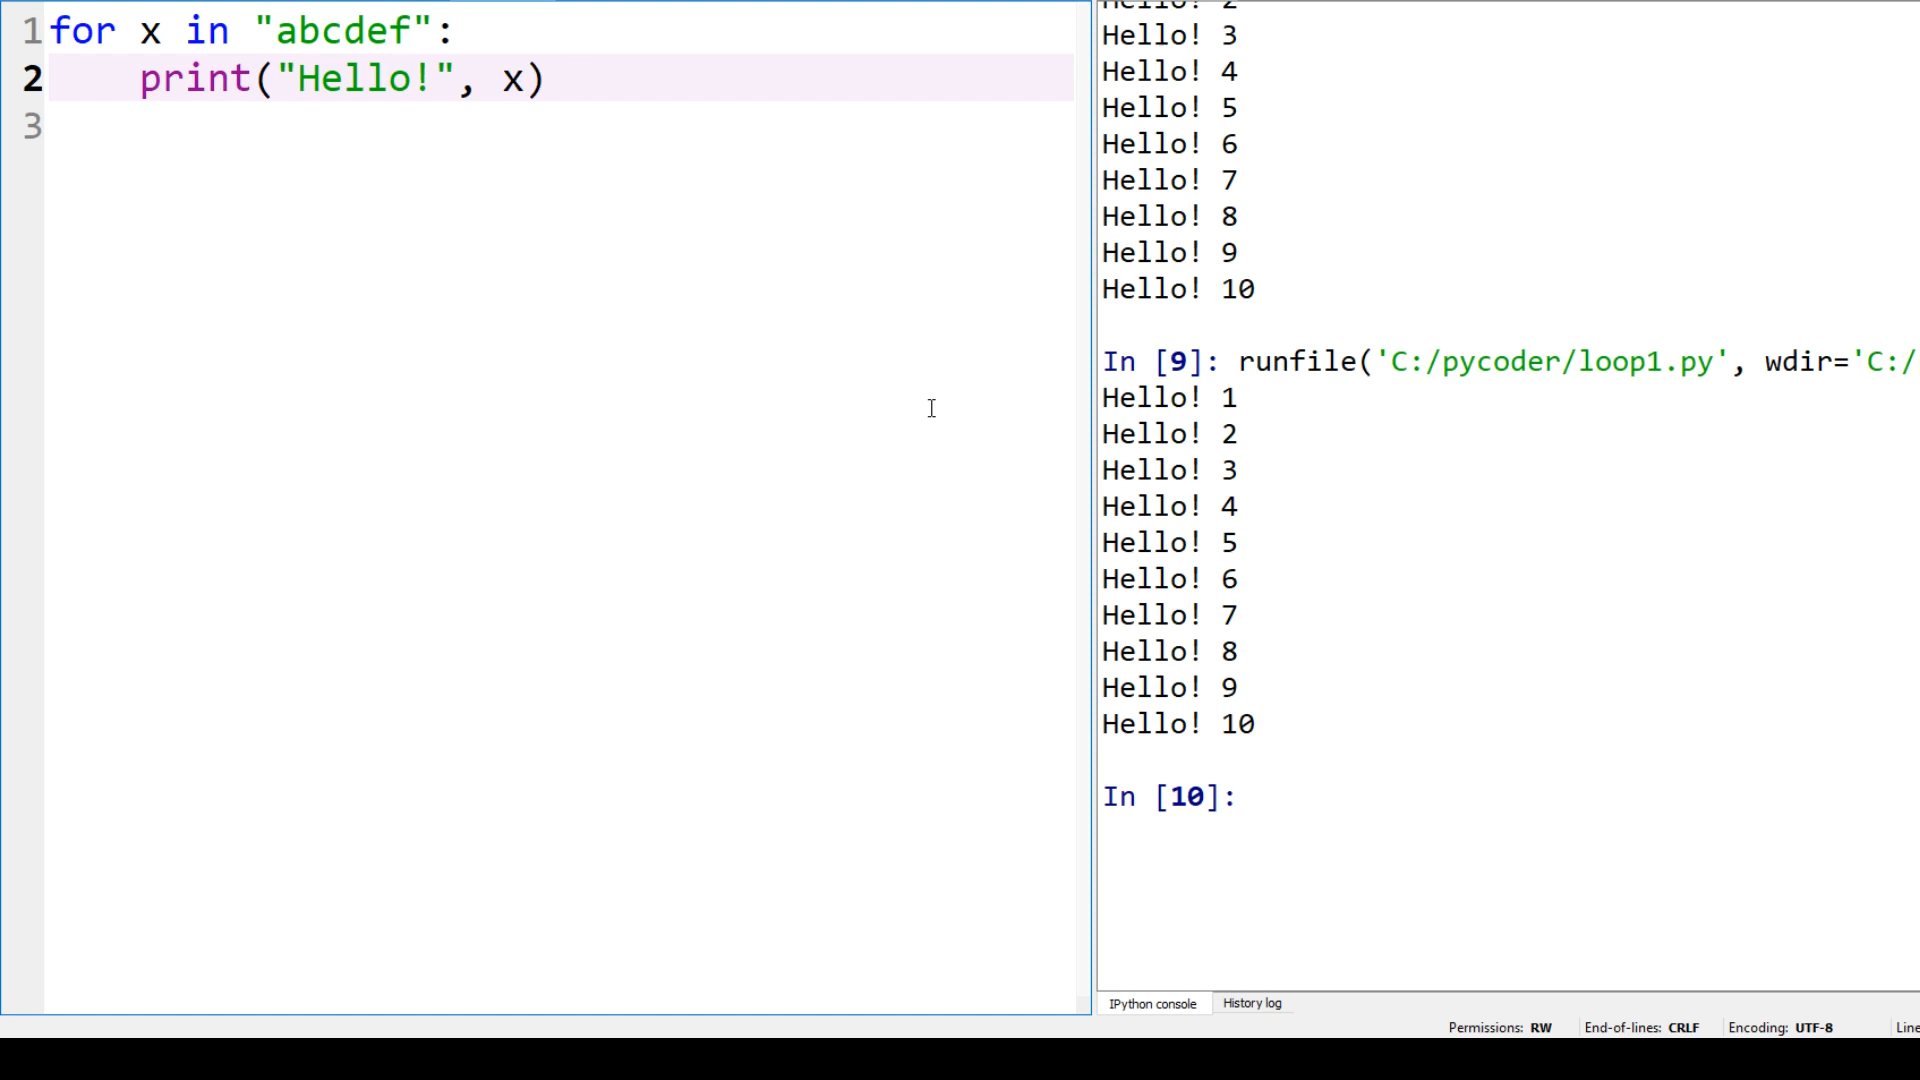 1 for x in "abcdef":
2     print("Hello!", x)
3
Hello! 2
Hello! 3
Hello! 4
Hello! 5
Hello! 6
Hello! 7
Hello! 8
Hello! 9
Hello! 10
In [9]: runfile('C:/pycoder/loop1.py', wdir='C:/
Hello! 1
Hello! 2
Hello! 3
Hello! 4
Hello! 5
Hello! 6
Hello! 7
Hello! 8
Hello! 9
Hello! 10
In [10]:
IPython console History log
Permissions: RW End-of-lines: CRLF Encoding: UTF-8 Line